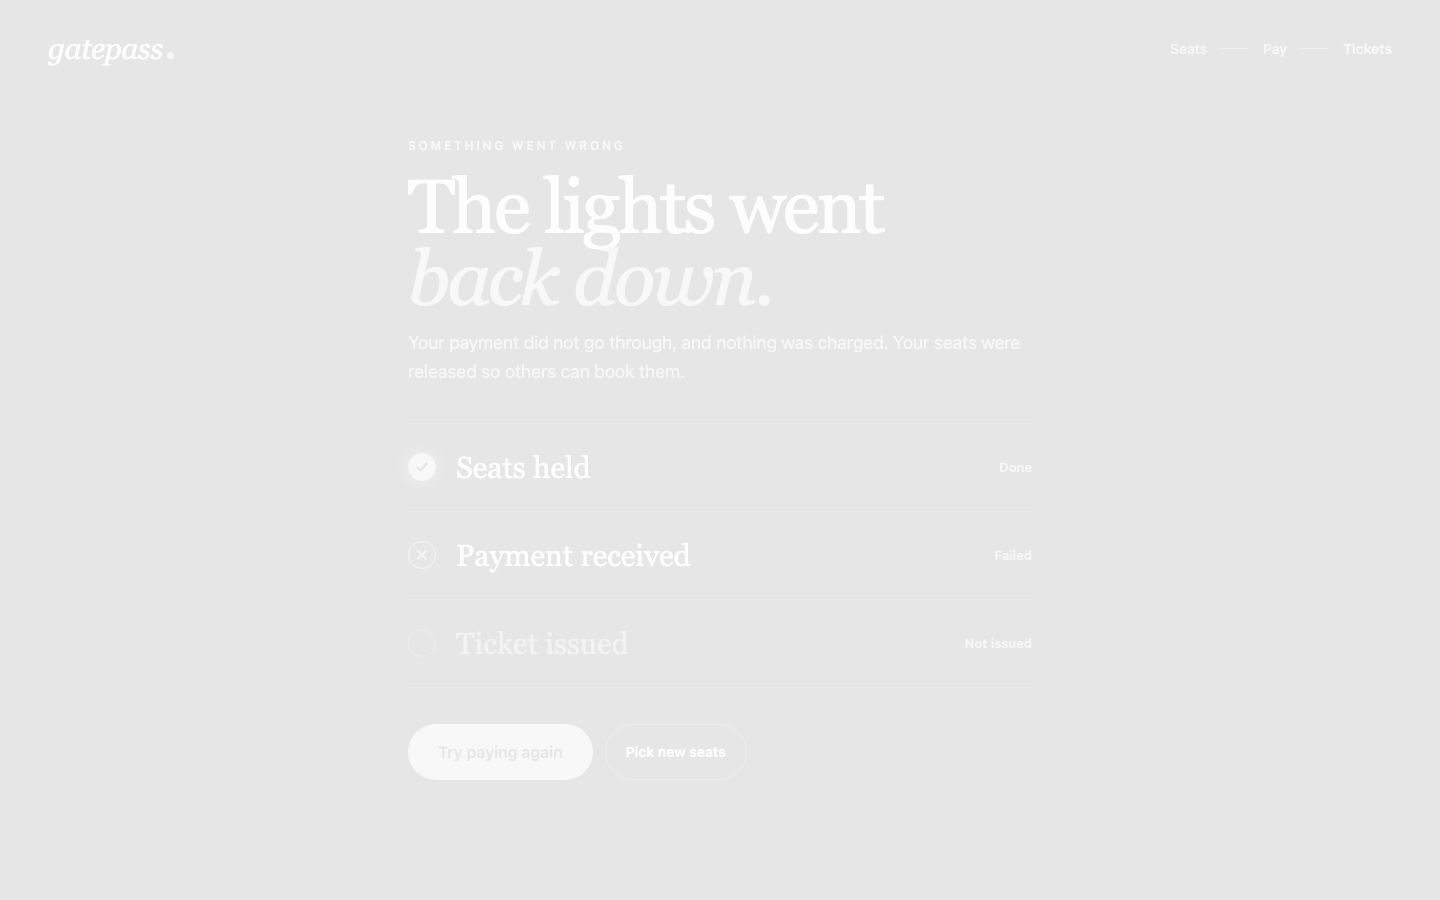 gatepass.
Seats Pay Tickets
SOMETHING WENT WRONG
The lights went
back down.
Your payment did not go through, and nothing was charged. Your seats were
released so others can book them.
Seats held Done
Payment received Failed
Ticket issued Not issued
Try paying again Pick new seats